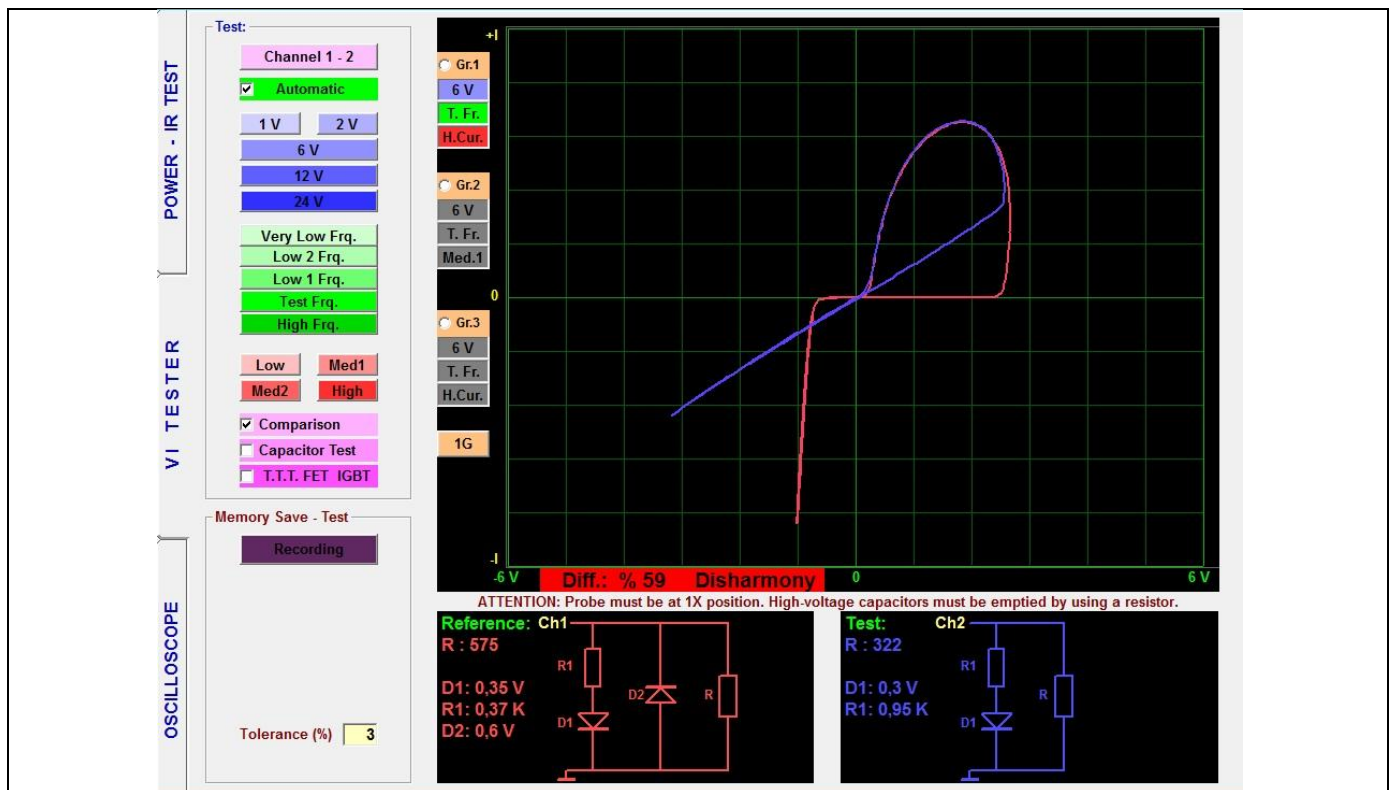 POWER - IR TEST
VI TESTER
OSCILLOSCOPE
Test:
Channel 1 - 2
Automatic
1 V 2 V
6 V
12 V
24 V
Very Low Frq.
Low 2 Frq.
Low 1 Frq.
Test Frq.
High Frq.
Low Med1
Med2 High
Comparison
Capacitor Test
T.T.T. FET IGBT
Memory Save - Test
Recording
Tolerance (%) 3
+I
Gr.1
6 V
T. Fr.
H.Cur.
Gr.2
6 V
T. Fr.
Med.1
0
Gr.3
6 V
T. Fr.
H.Cur.
1G
-I
-6 V Diff.: % 59 Disharmony 0 6 V
ATTENTION: Probe must be at 1X position. High-voltage capacitors must be emptied by using a resistor.
Reference: Ch1
R : 575
D1: 0,35 V
R1: 0,37 K
D2: 0,6 V
R1
D1
D2
R
Test: Ch2
R : 322
D1: 0,3 V
R1: 0,95 K
R1
D1
R